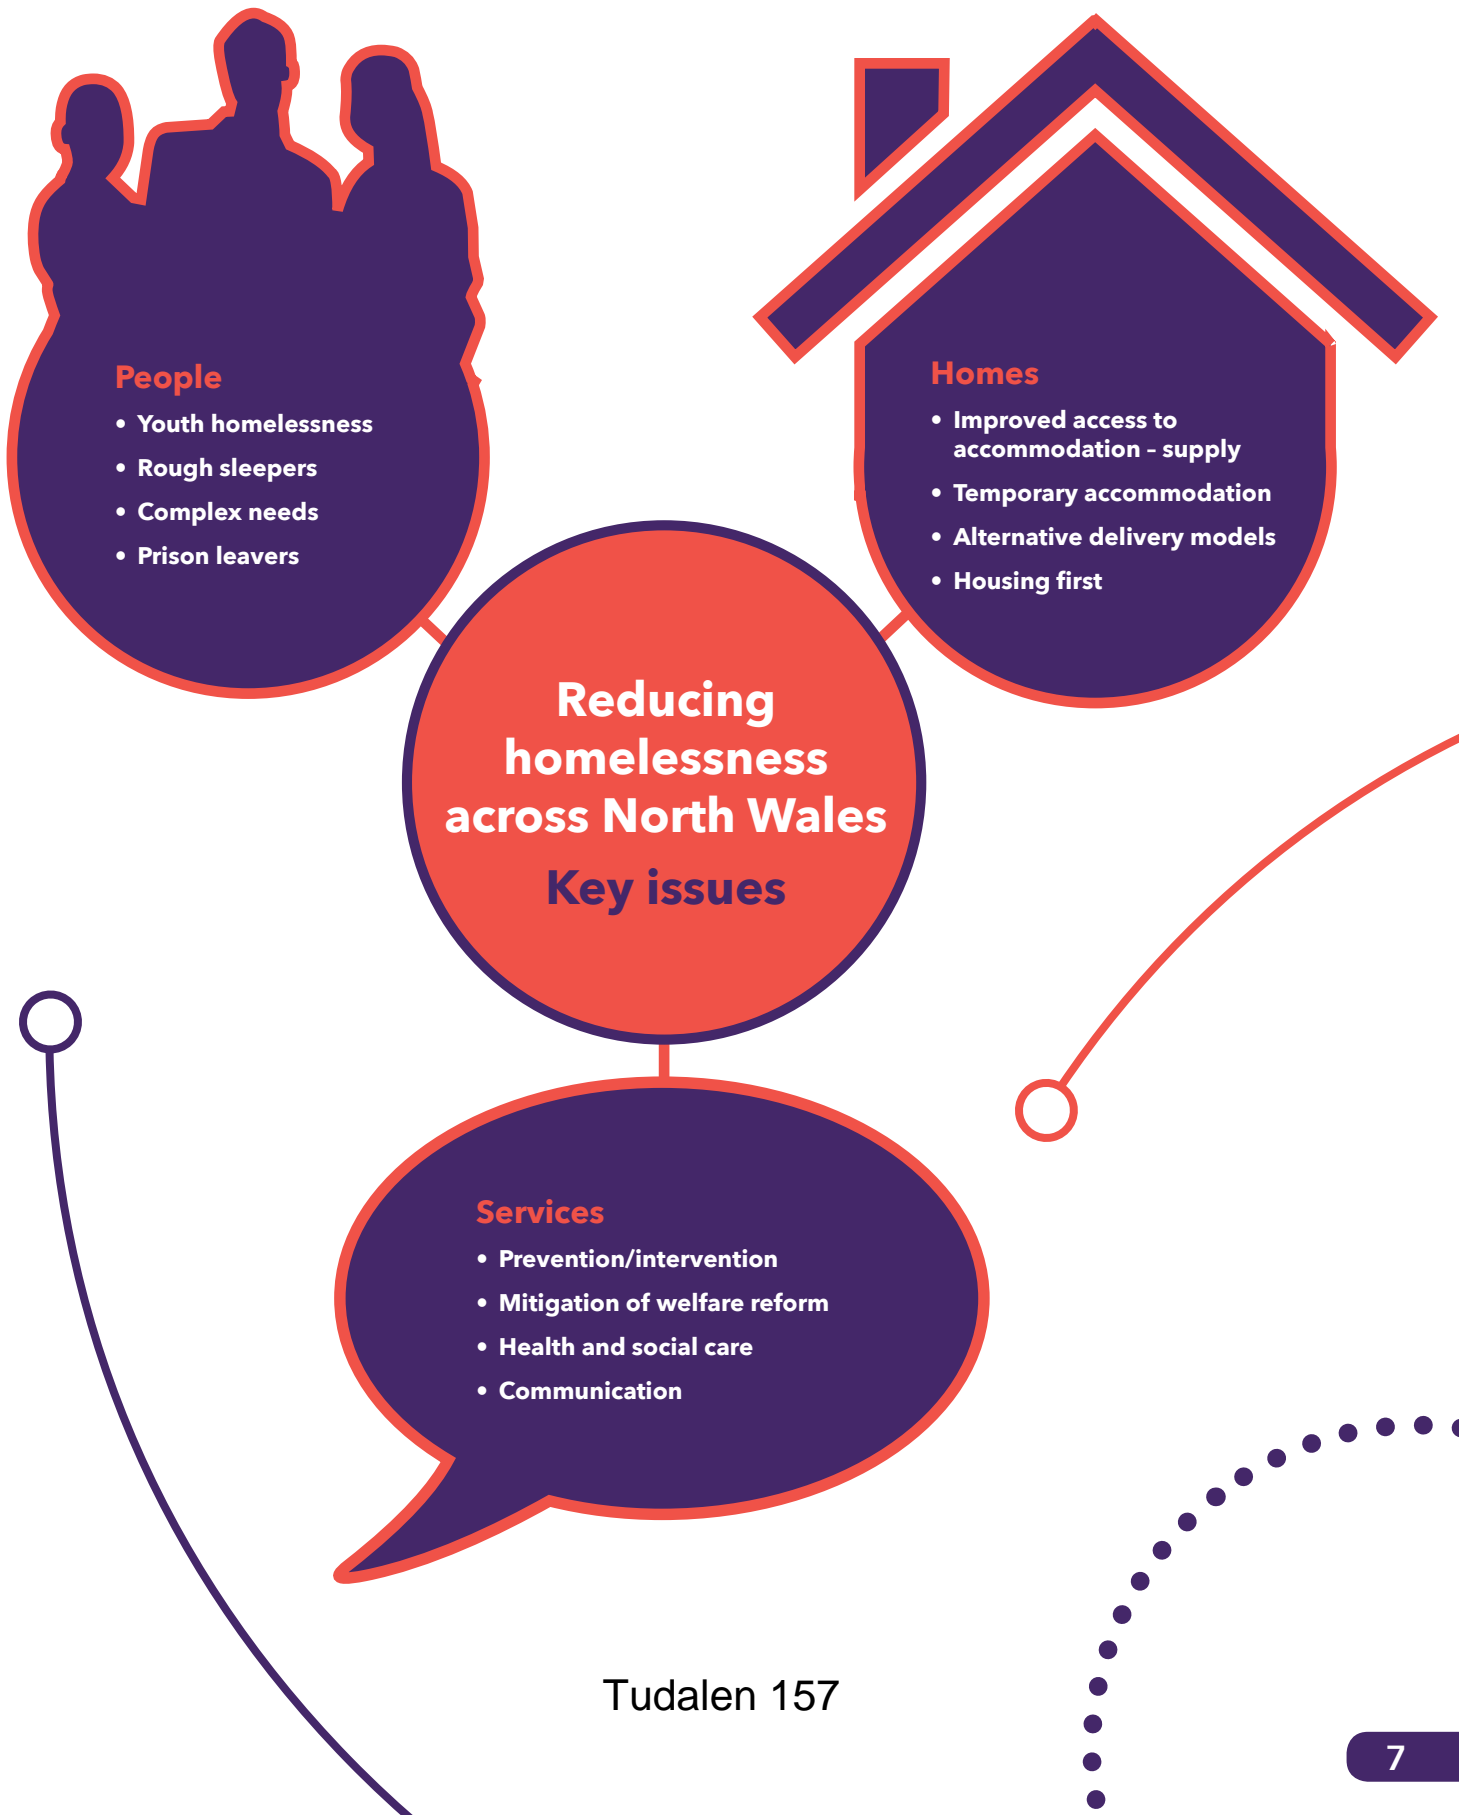 People
• Youth homelessness
• Rough sleepers
• Complex needs
• Prison leavers
Homes
• Improved access to
accommodation – supply
• Temporary accommodation
• Alternative delivery models
• Housing first
Reducing
homelessness
across North Wales
Key issues
Services
• Prevention/intervention
• Mitigation of welfare reform
• Health and social care
• Communication
Tudalen 157
7